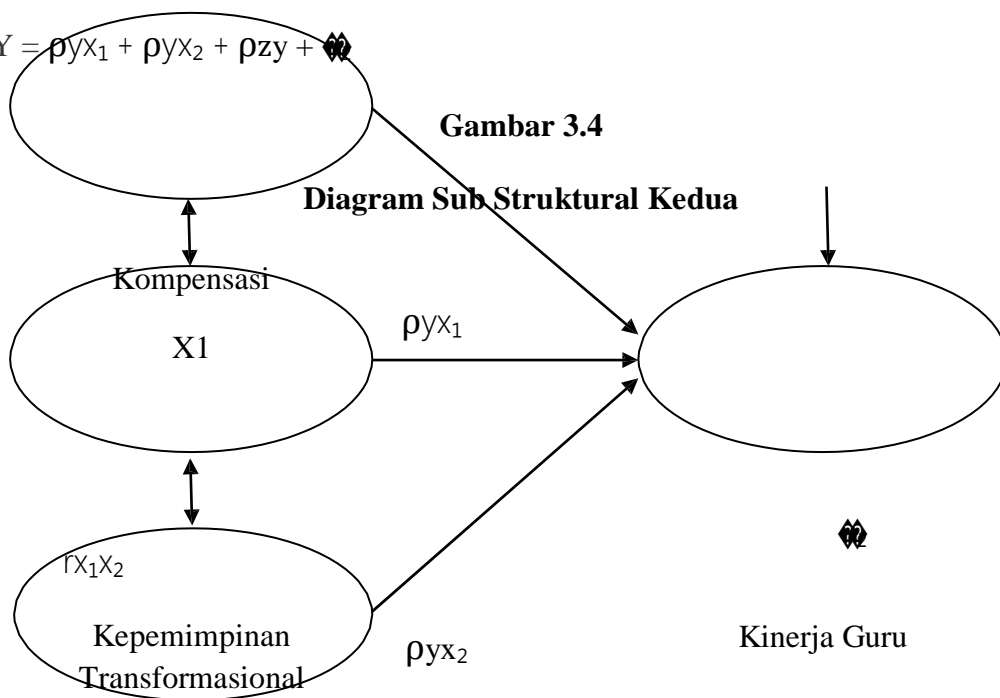 Y = ρyx₁ + ρyx₂ + ρzy +
Gambar 3.4
Diagram Sub Struktural Kedua
Kompensasi
X1
ρyx₁
rx₁x₂
Kepemimpinan
Transformasional
ρyx₂
Kinerja Guru